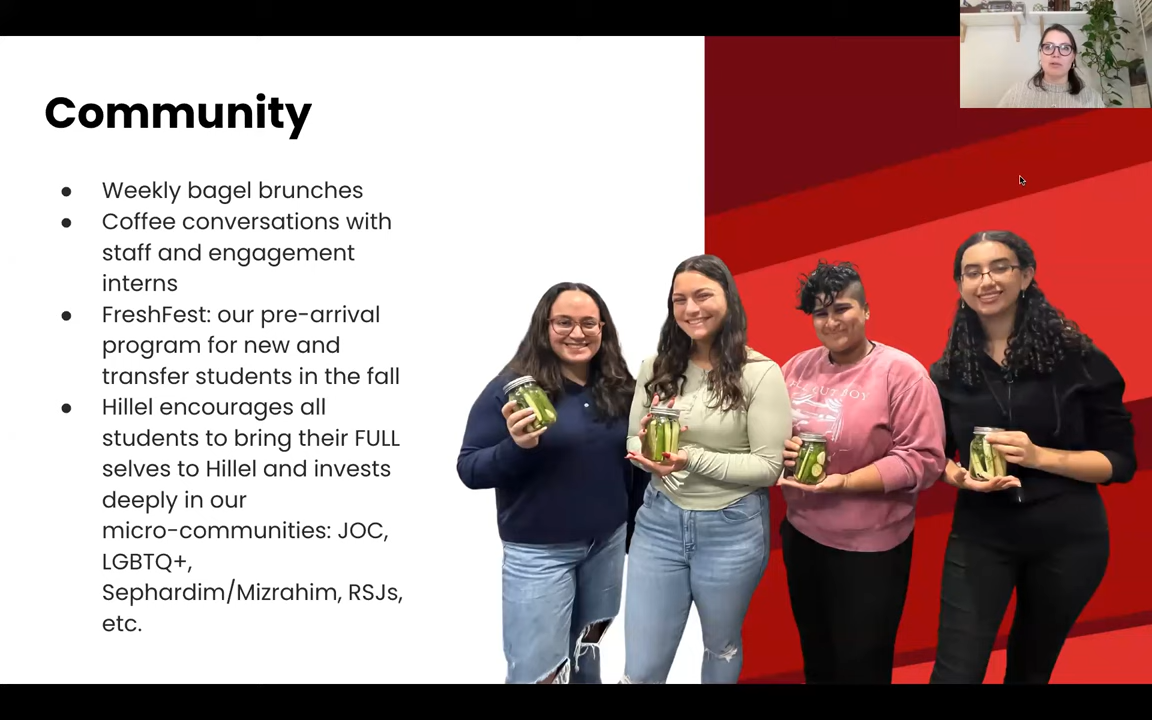 Community
● Weekly bagel brunches
● Coffee conversations with
staff and engagement
interns
● FreshFest: our pre-arrival
program for new and
transfer students in the fall
● Hillel encourages all
students to bring their FULL
selves to Hillel and invests
deeply in our
micro-communities: JOC,
LGBTQ+,
Sephardim/Mizrahim, RSJs,
etc.
OUT BOY